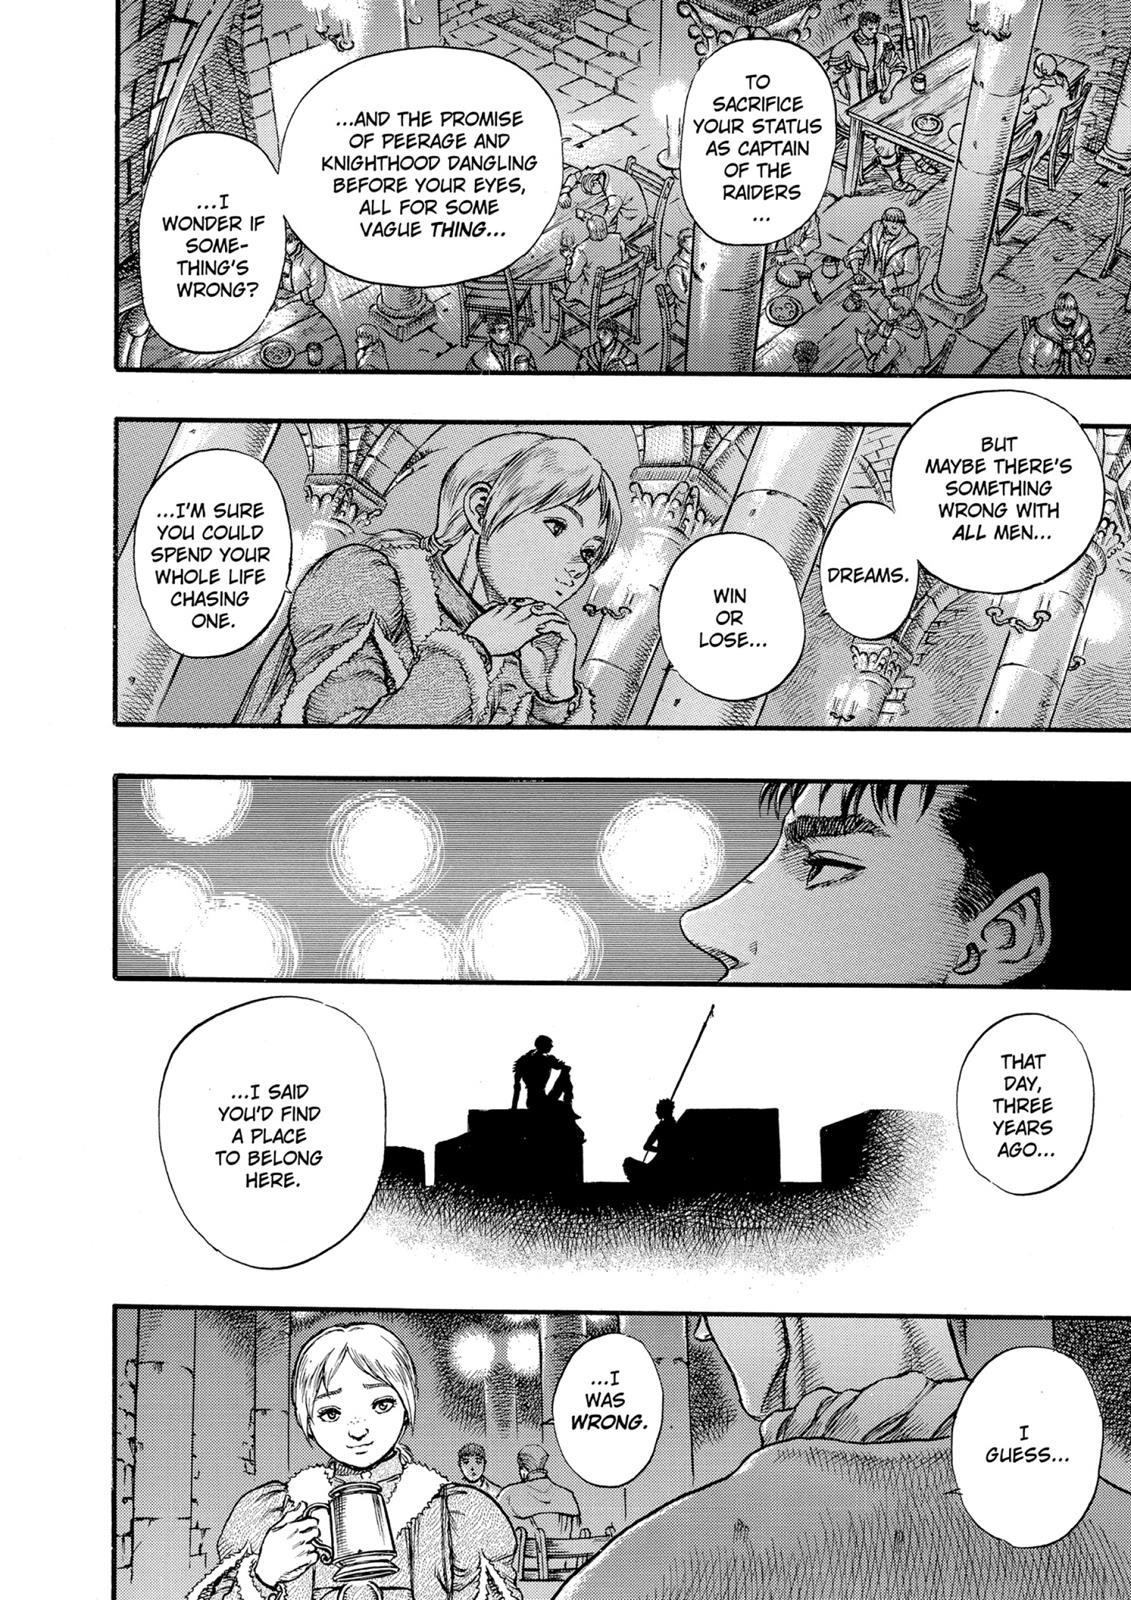 TO
SACRIFICE
YOUR STATUS
AS CAPTAIN
OF THE
RAIDERS
...
...AND THE PROMISE
OF PEERAGE AND
KNIGHTHOOD DANGLING
BEFORE YOUR EYES,
ALL FOR SOME
VAGUE THING...
...I
WONDER IF
SOME-
THING'S
WRONG?
BUT
MAYBE THERE'S
SOMETHING
WRONG WITH
ALL MEN...
DREAMS.
WIN
OR
LOSE...
...I'M SURE
YOU COULD
SPEND YOUR
WHOLE LIFE
CHASING
ONE.
THAT
DAY,
THREE
YEARS
AGO...
...I SAID
YOU'D FIND
A PLACE
TO BELONG
HERE.
I
GUESS...
...I
WAS
WRONG.